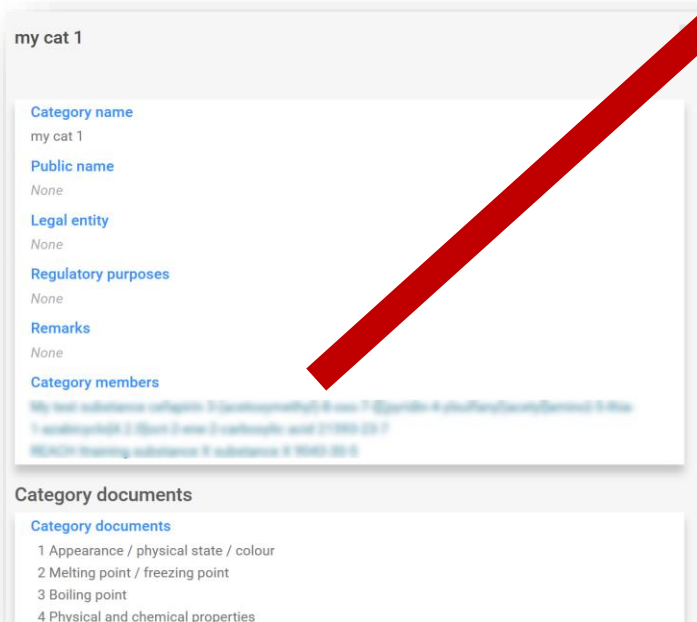 my cat 1
Category name
my cat 1
Public name
None
Legal entity
None
Regulatory purposes
None
Remarks
None
Category members
Category documents
Category documents
1 Appearance / physical state / colour
2 Melting point / freezing point
3 Boiling point
4 Physical and chemical properties